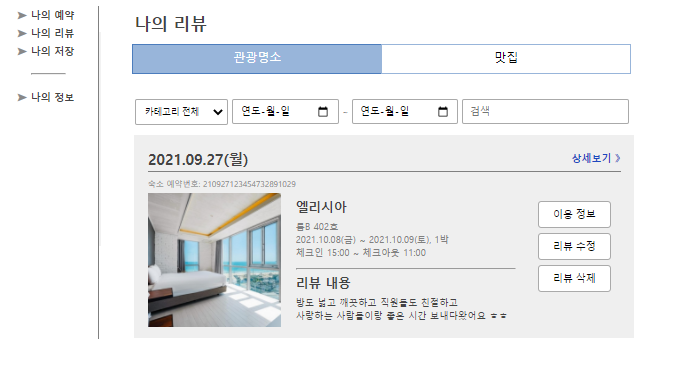 ➤ 나의 예약
➤ 나의 리뷰
➤ 나의 저장
➤ 나의 정보
나의 리뷰
관광명소
맛집
카테고리 전체
연도-월-일
-
연도-월-일
검색
2021.09.27(월)
상세보기 》
숙소 예약번호: 210927123454732891029
엘리시아
룸B 402호
2021.10.08(금) ~ 2021.10.09(토), 1박
체크인 15:00 ~ 체크아웃 11:00
이용 정보
리뷰 수정
리뷰 삭제
리뷰 내용
방도 넓고 깨끗하고 직원들도 친절하고
사랑하는 사람들이랑 좋은 시간 보내다왔어요 ㅎㅎ